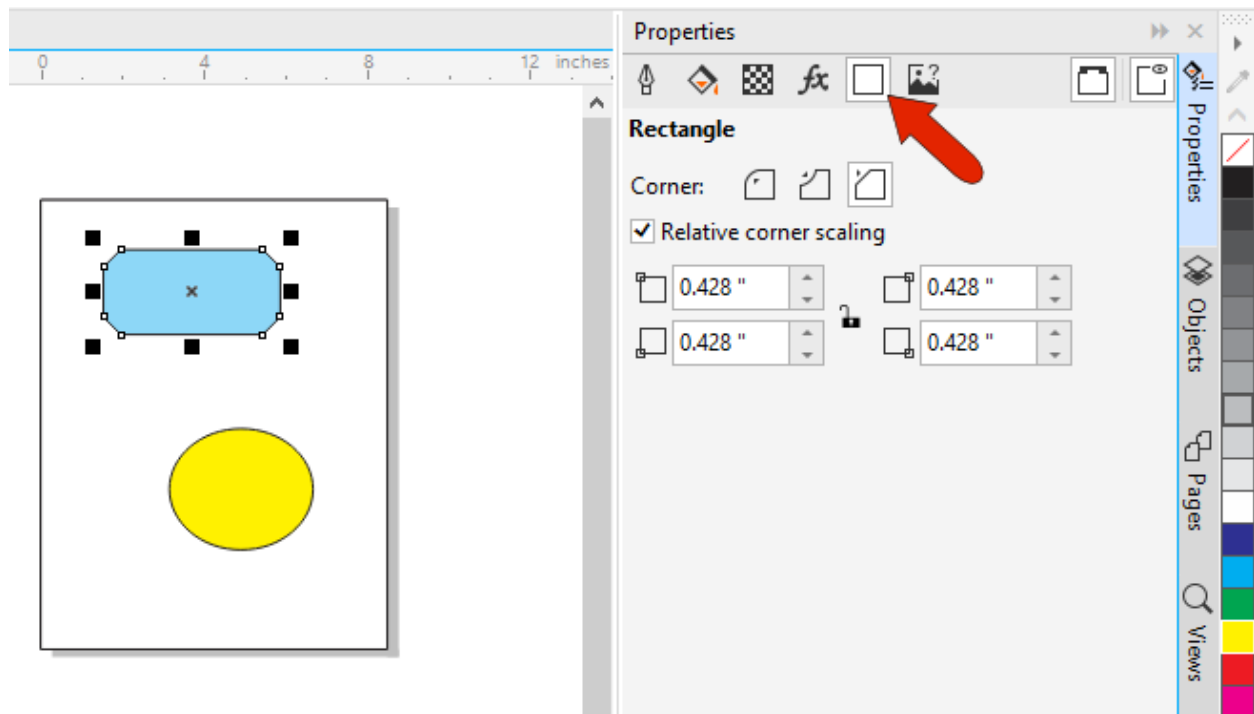 Properties
0 4 8 12 inches
fx ?
Rectangle
Corner:
Relative corner scaling
0.428 " 0.428 "
0.428 " 0.428 "
Properties
Objects
Pages
Views